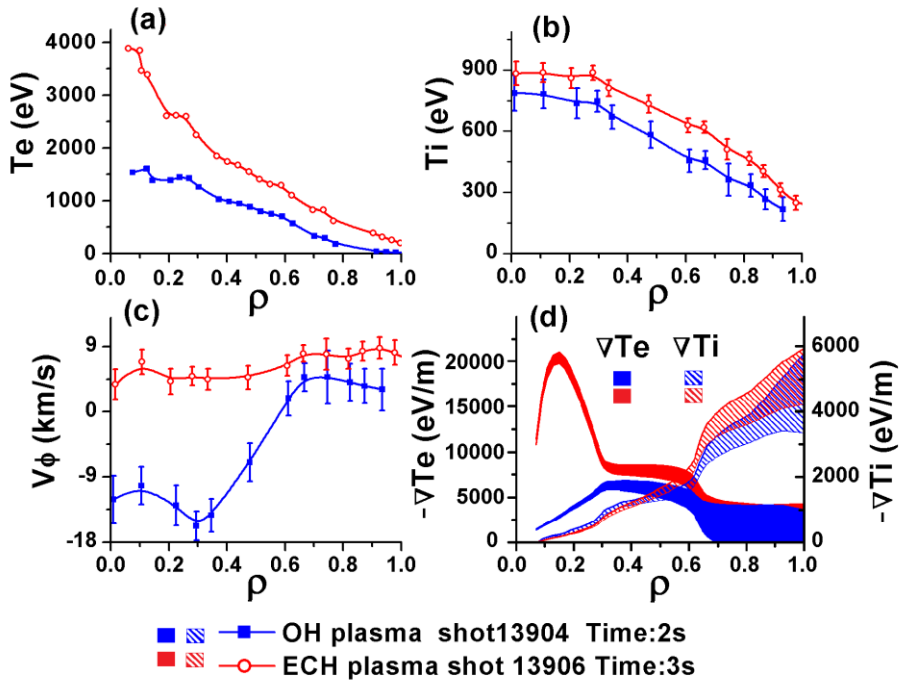 (a)
Te (eV)
4000
3000
2000
1000
0
0.0 0.2 0.4 0.6 0.8 1.0
ρ
(b)
Ti (eV)
900
600
300
0
0.0 0.2 0.4 0.6 0.8 1.0
ρ
(c)
Vϕ (km/s)
9
0
-9
-18
0.0 0.2 0.4 0.6 0.8 1.0
ρ
(d)
∇Te ∇Ti
-∇Te (eV/m)
20000
15000
10000
5000
0
6000
4000
2000
0
-∇Ti (eV/m)
0.0 0.2 0.4 0.6 0.8 1.0
ρ
OH plasma shot13904 Time:2s
ECH plasma shot 13906 Time:3s